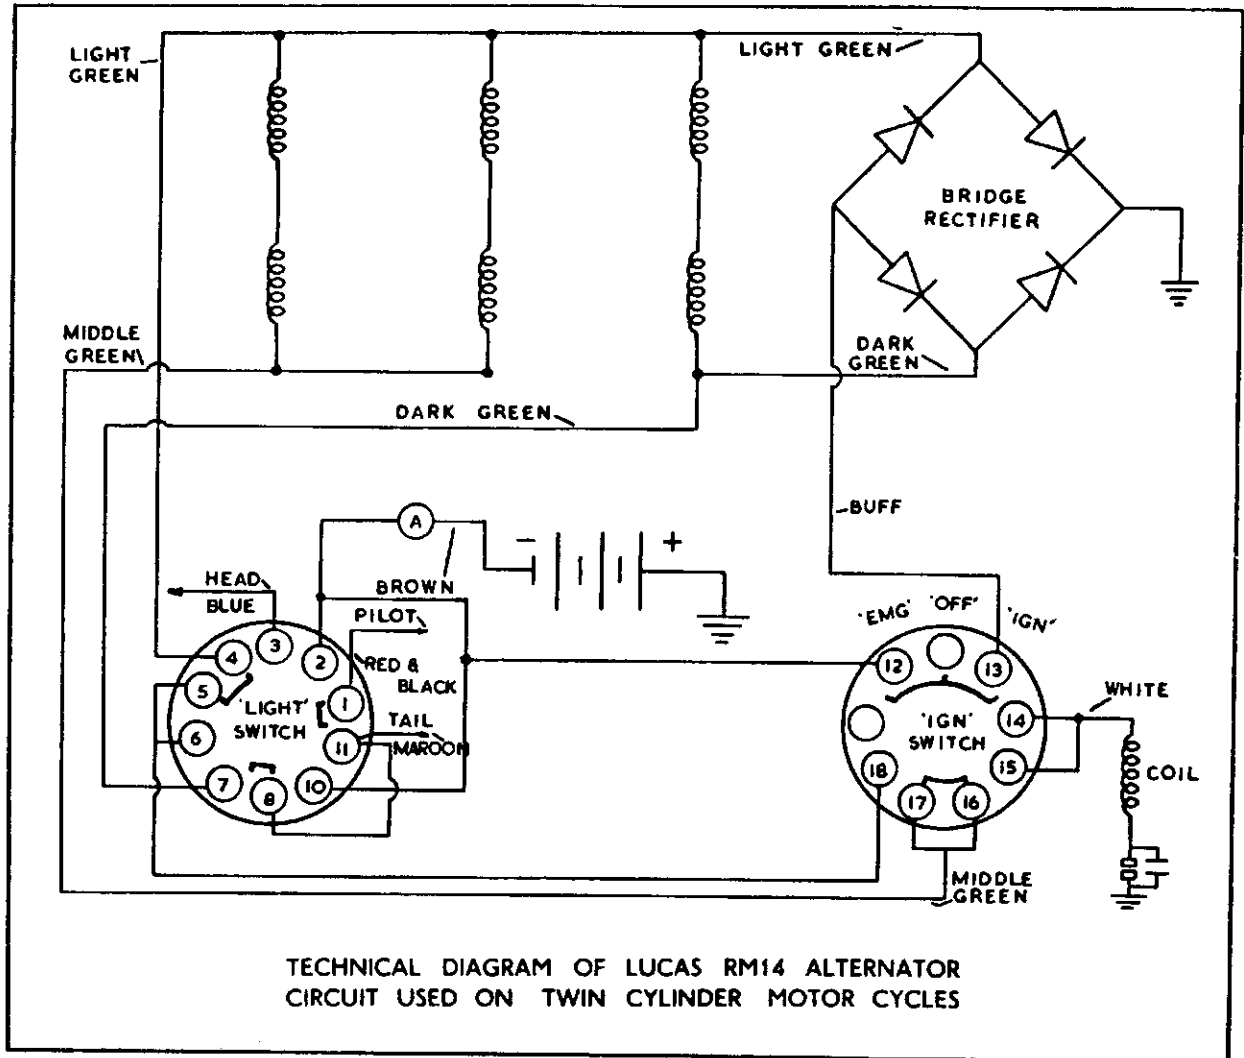 LIGHT
GREEN
LIGHT GREEN
BRIDGE
RECTIFIER
MIDDLE
GREEN
DARK
GREEN
DARK GREEN
BUFF
A
- +
BROWN
HEAD
BLUE
PILOT
RED &
BLACK
TAIL
MAROON
'LIGHT'
SWITCH
1
2
3
4
5
6
7
8
10
11
'EMG' 'OFF' 'IGN'
12
13
14
15
16
17
18
'IGN'
SWITCH
WHITE
COIL
MIDDLE
GREEN
TECHNICAL DIAGRAM OF LUCAS RM14 ALTERNATOR
CIRCUIT USED ON TWIN CYLINDER MOTOR CYCLES